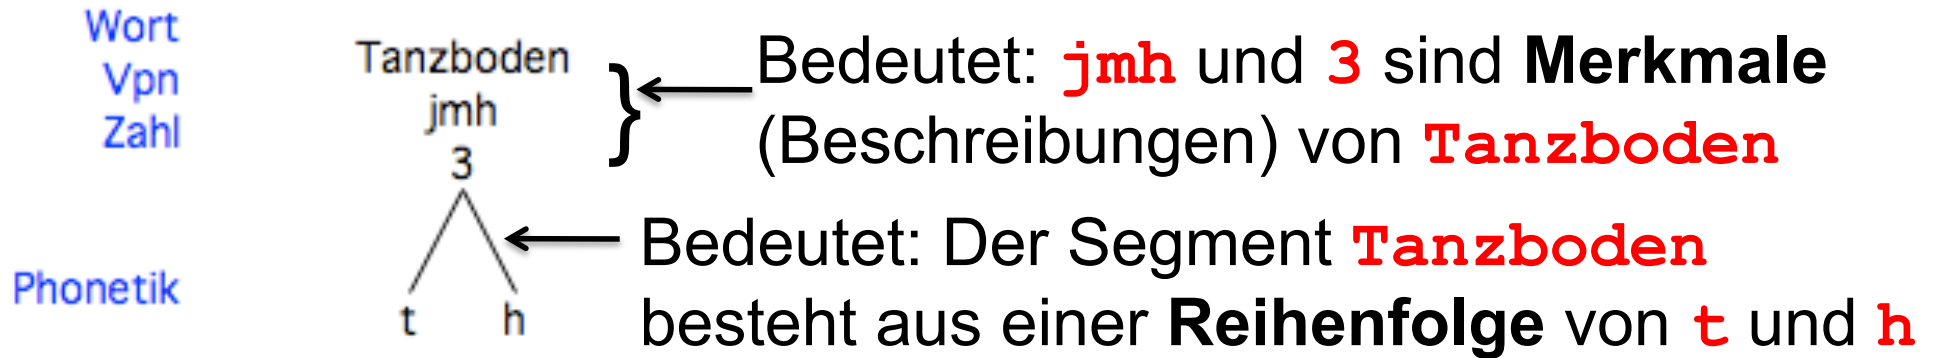 Wort
Vpn
Zahl
Phonetik
Tanzboden
jmh
3
t h
}
Bedeutet: jmh und 3 sind Merkmale
(Beschreibungen) von Tanzboden
Bedeutet: Der Segment Tanzboden
besteht aus einer Reihenfolge von t und h